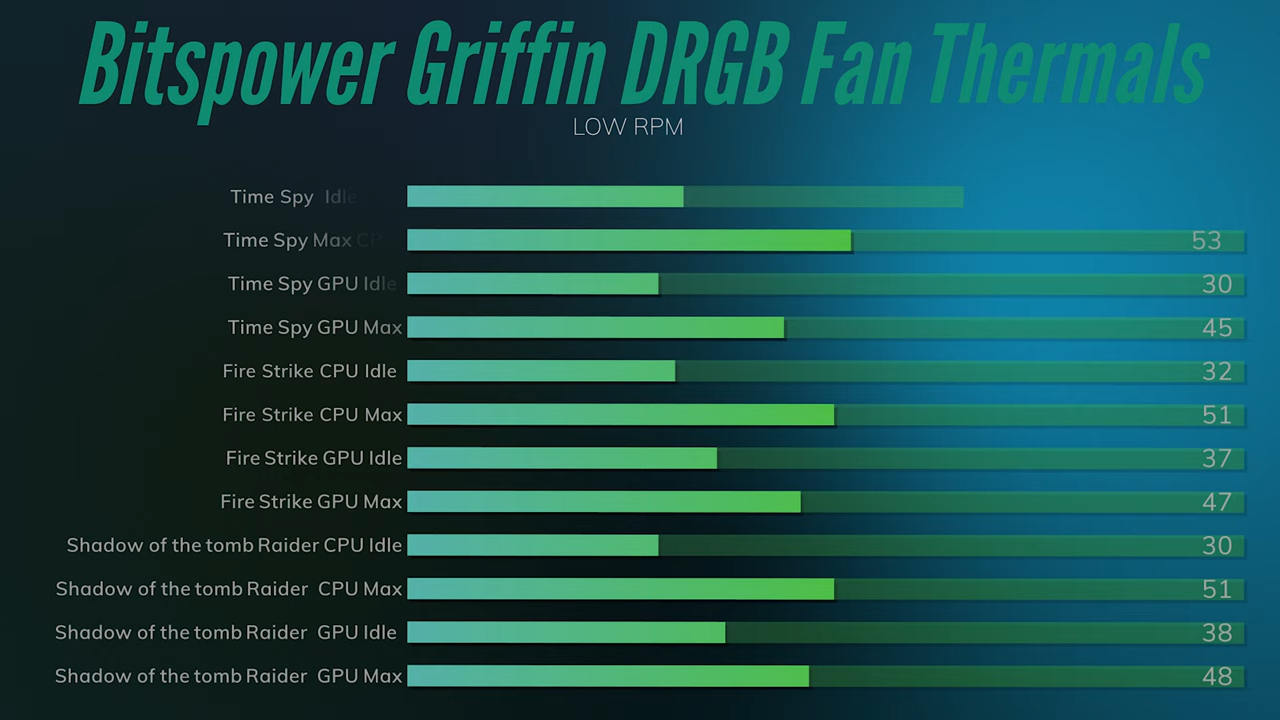 Bitspower Griffin DRGB Fan Thermals
LOW RPM
Time Spy Idle
Time Spy Max CP
53
Time Spy GPU Idle
30
Time Spy GPU Max
45
Fire Strike CPU Idle
32
Fire Strike CPU Max
51
Fire Strike GPU Idle
37
Fire Strike GPU Max
47
Shadow of the tomb Raider CPU Idle
30
Shadow of the tomb Raider CPU Max
51
Shadow of the tomb Raider GPU Idle
38
Shadow of the tomb Raider GPU Max
48